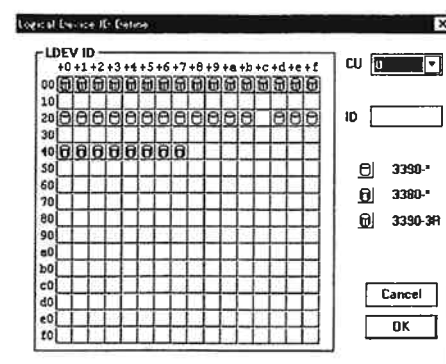 Logical Device ID Define
LDEV ID
+0+1+2+3+4+5+6+7+8+9+a+b+c+d+e+f
00
10
20
30
40
50
60
70
80
90
a0
b0
c0
d0
e0
f0
CU 0
ID
3390-*
3380-*
3390-3R
Cancel
OK